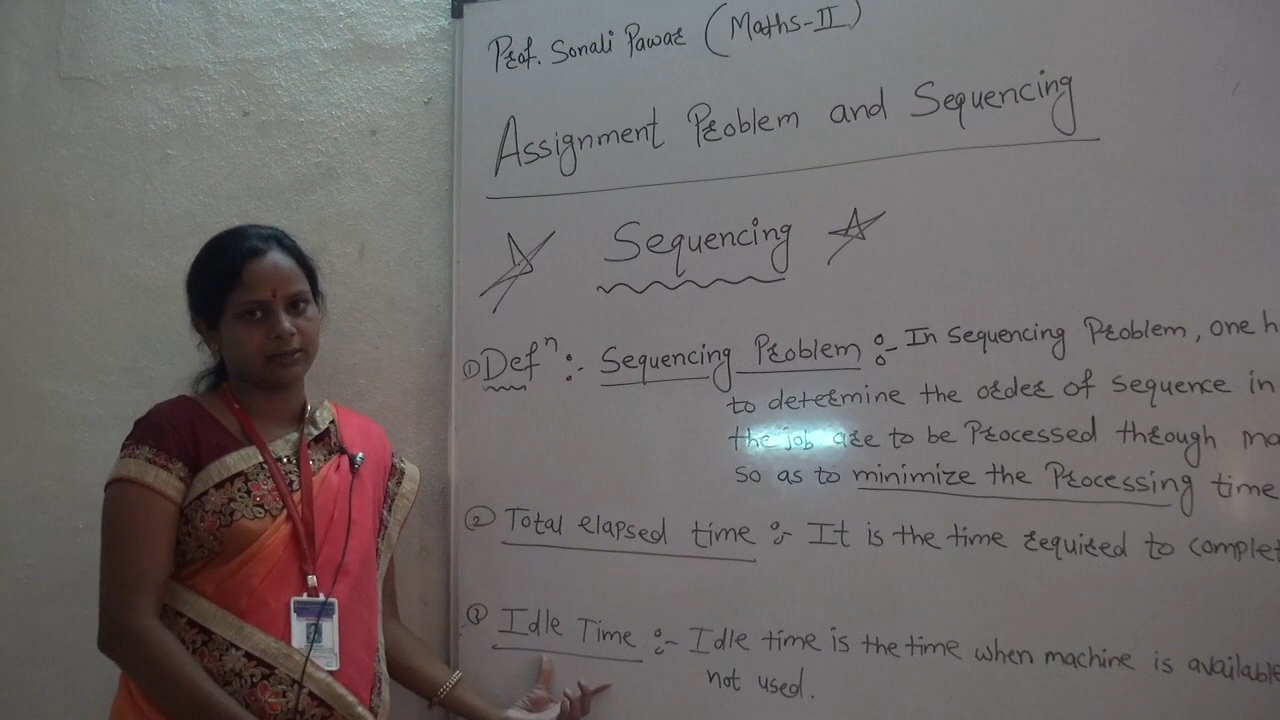 Prof. Sonali Pawar (Maths-II)
Assignment Problem and Sequencing
Sequencing
① Defⁿ :- Sequencing Problem :- In Sequencing Problem, one h
to determine the order of sequence in
the job are to be Processed through ma
so as to minimize the Processing time
② Total elapsed time :- It is the time required to complet
③ Idle Time :- Idle time is the time when machine is available
not used.